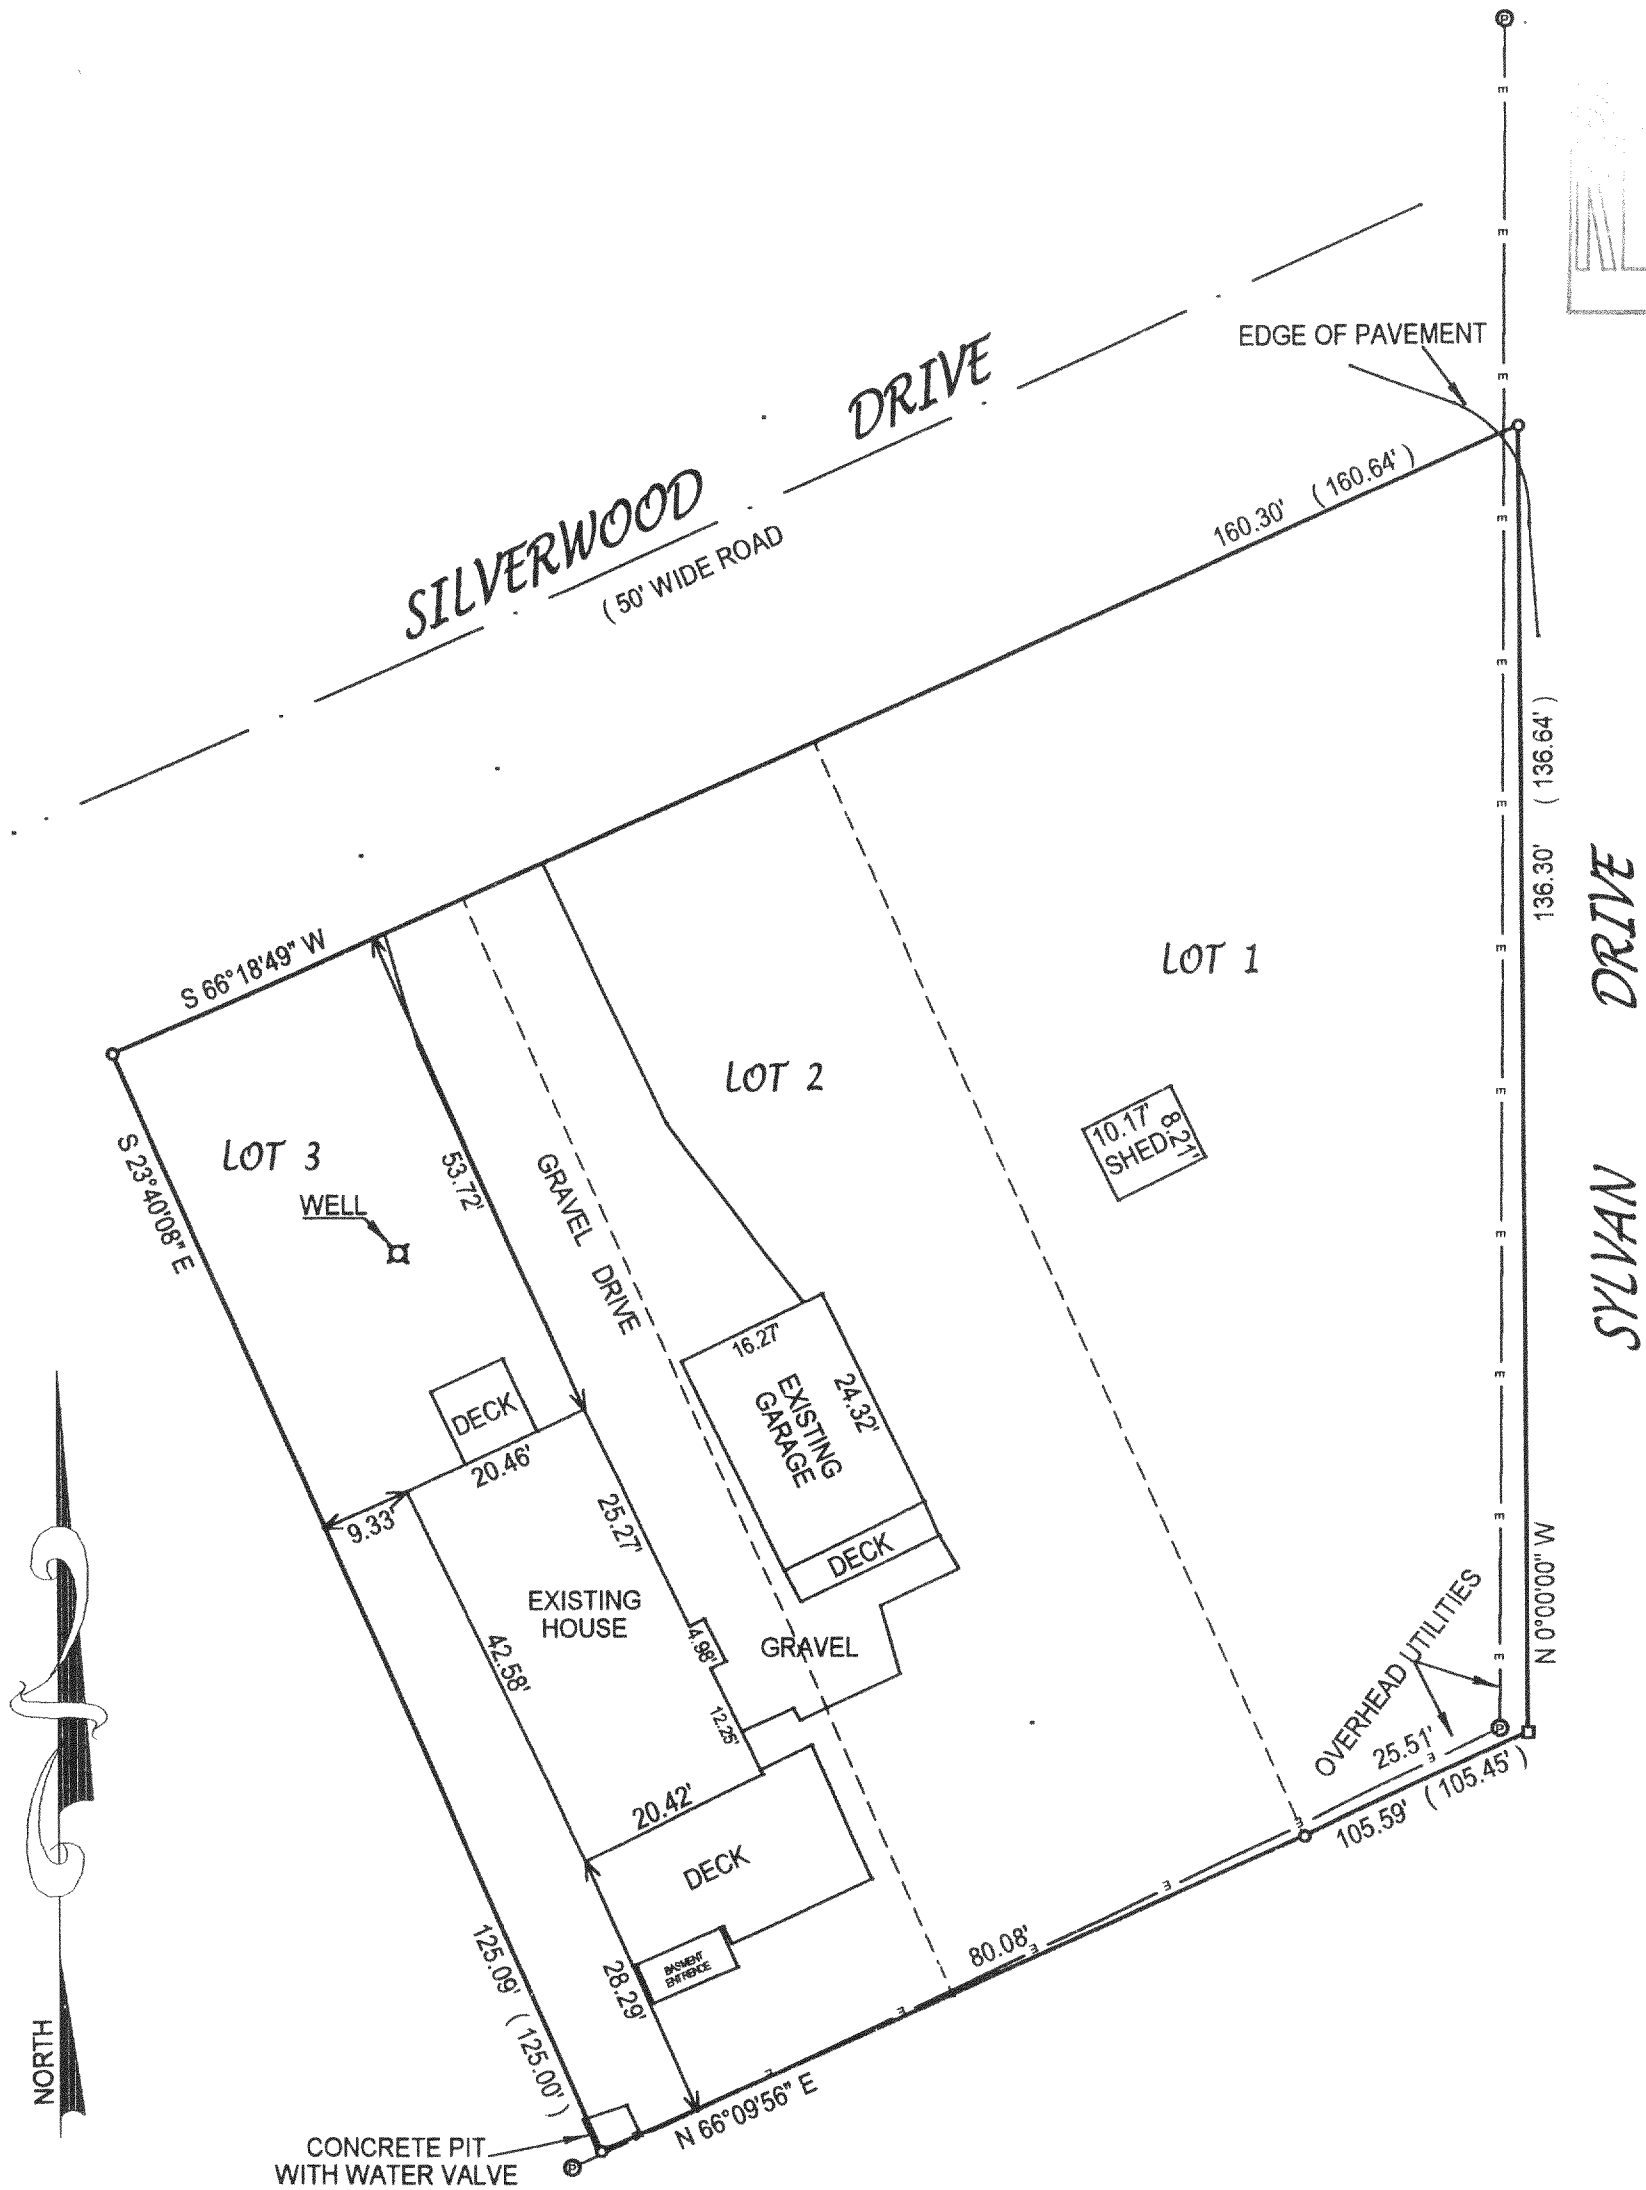 P
E
E
E
E
E
E
E
E
E
E
E
E
EDGE OF PAVEMENT
SILVERWOOD DRIVE
( 50' WIDE ROAD
160.30' ( 160.64' )
136.30' ( 136.64' )
SYLVAN DRIVE
N 0°00'00" W
S 66°18'49" W
LOT 1
LOT 2
LOT 3
WELL
S 23°40'08" E
53.72'
GRAVEL DRIVE
10.17'
8.21'
SHED
16.27'
24.32'
EXISTING
GARAGE
DECK
DECK
20.46'
9.33'
25.27'
EXISTING
HOUSE
42.58'
4.98'
GRAVEL
12.25'
20.42'
DECK
BASMENT
ENTRENCE
28.29'
125.09' ( 125.00' )
OVERHEAD UTILITIES
P
25.51'
E
105.59' ( 105.45' )
E
E
80.08'
E
E
E
N 66°09'56" E
CONCRETE PIT
WITH WATER VALVE
P
NORTH